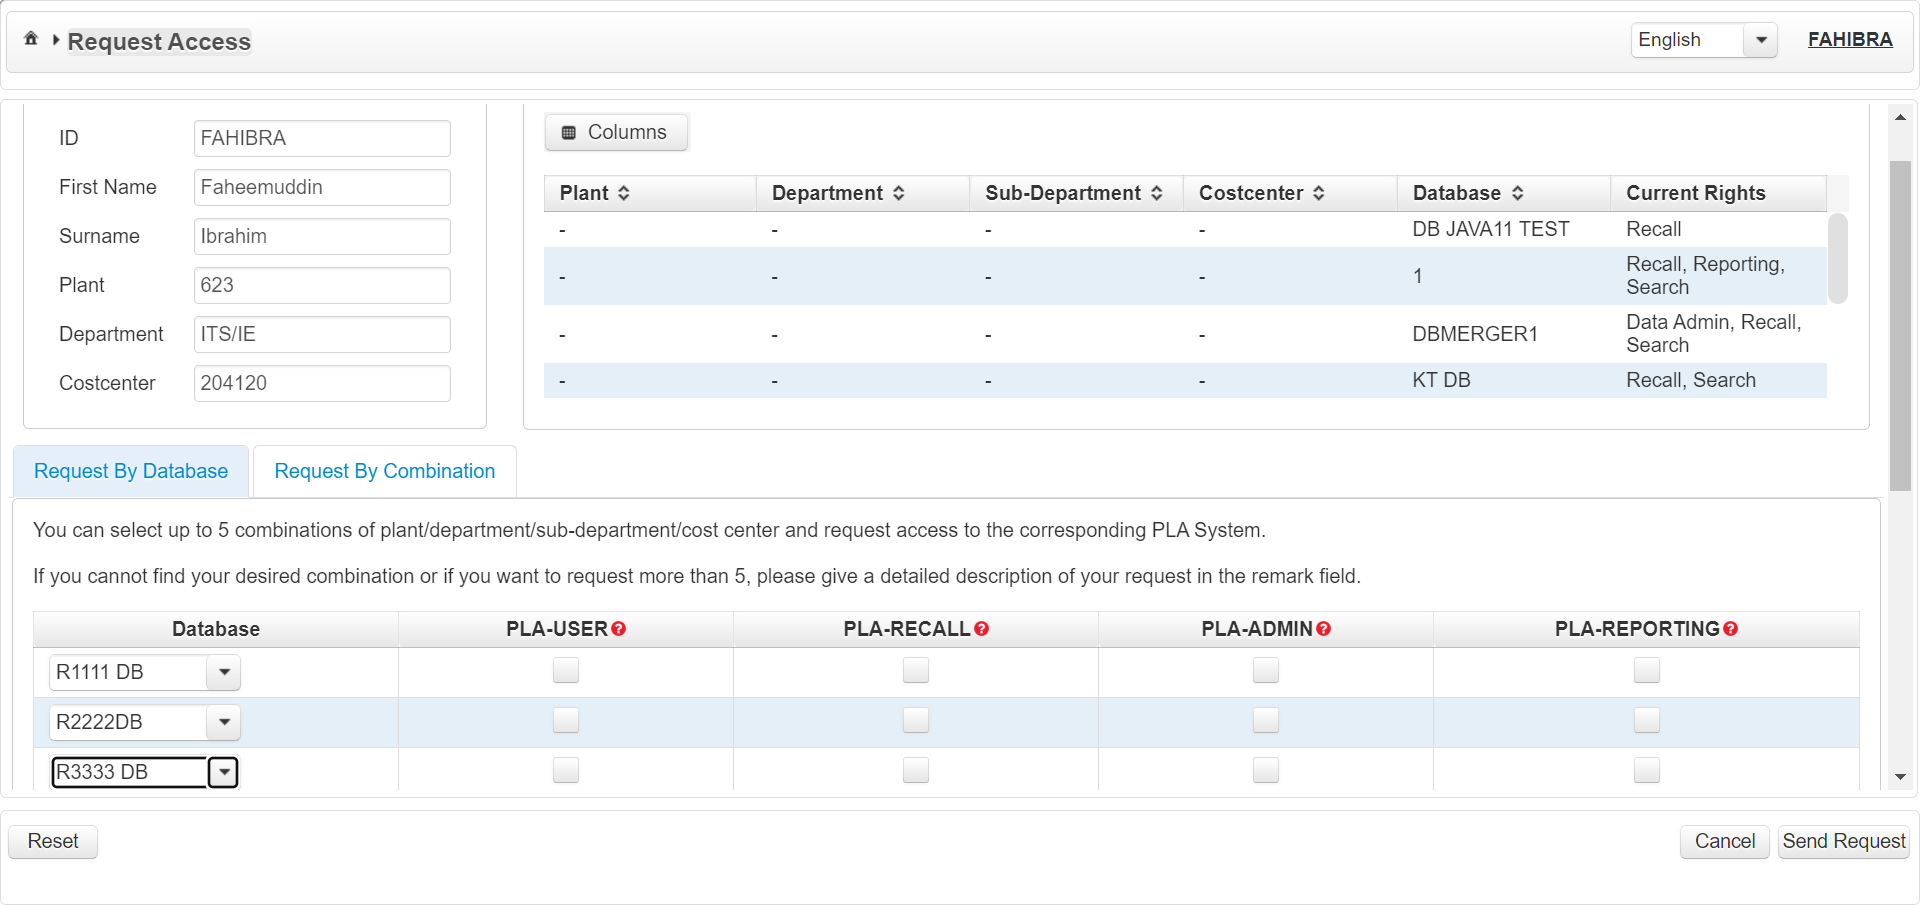 Request Access
English
FAHIBRA
ID FAHIBRA
First Name Faheemuddin
Surname Ibrahim
Plant 623
Department ITS/IE
Costcenter 204120
Columns
Plant Department Sub-Department Costcenter Database Current Rights
- - - - DB JAVA11 TEST Recall
- - - - 1 Recall, Reporting,
Search
- - - - DBMERGER1 Data Admin, Recall,
Search
- - - - KT DB Recall, Search
Request By Database
Request By Combination
You can select up to 5 combinations of plant/department/sub-department/cost center and request access to the corresponding PLA System.
If you cannot find your desired combination or if you want to request more than 5, please give a detailed description of your request in the remark field.
Database PLA-USER ? PLA-RECALL ? PLA-ADMIN ? PLA-REPORTING ?
R1111 DB
R2222DB
R3333 DB
Reset
Cancel
Send Request